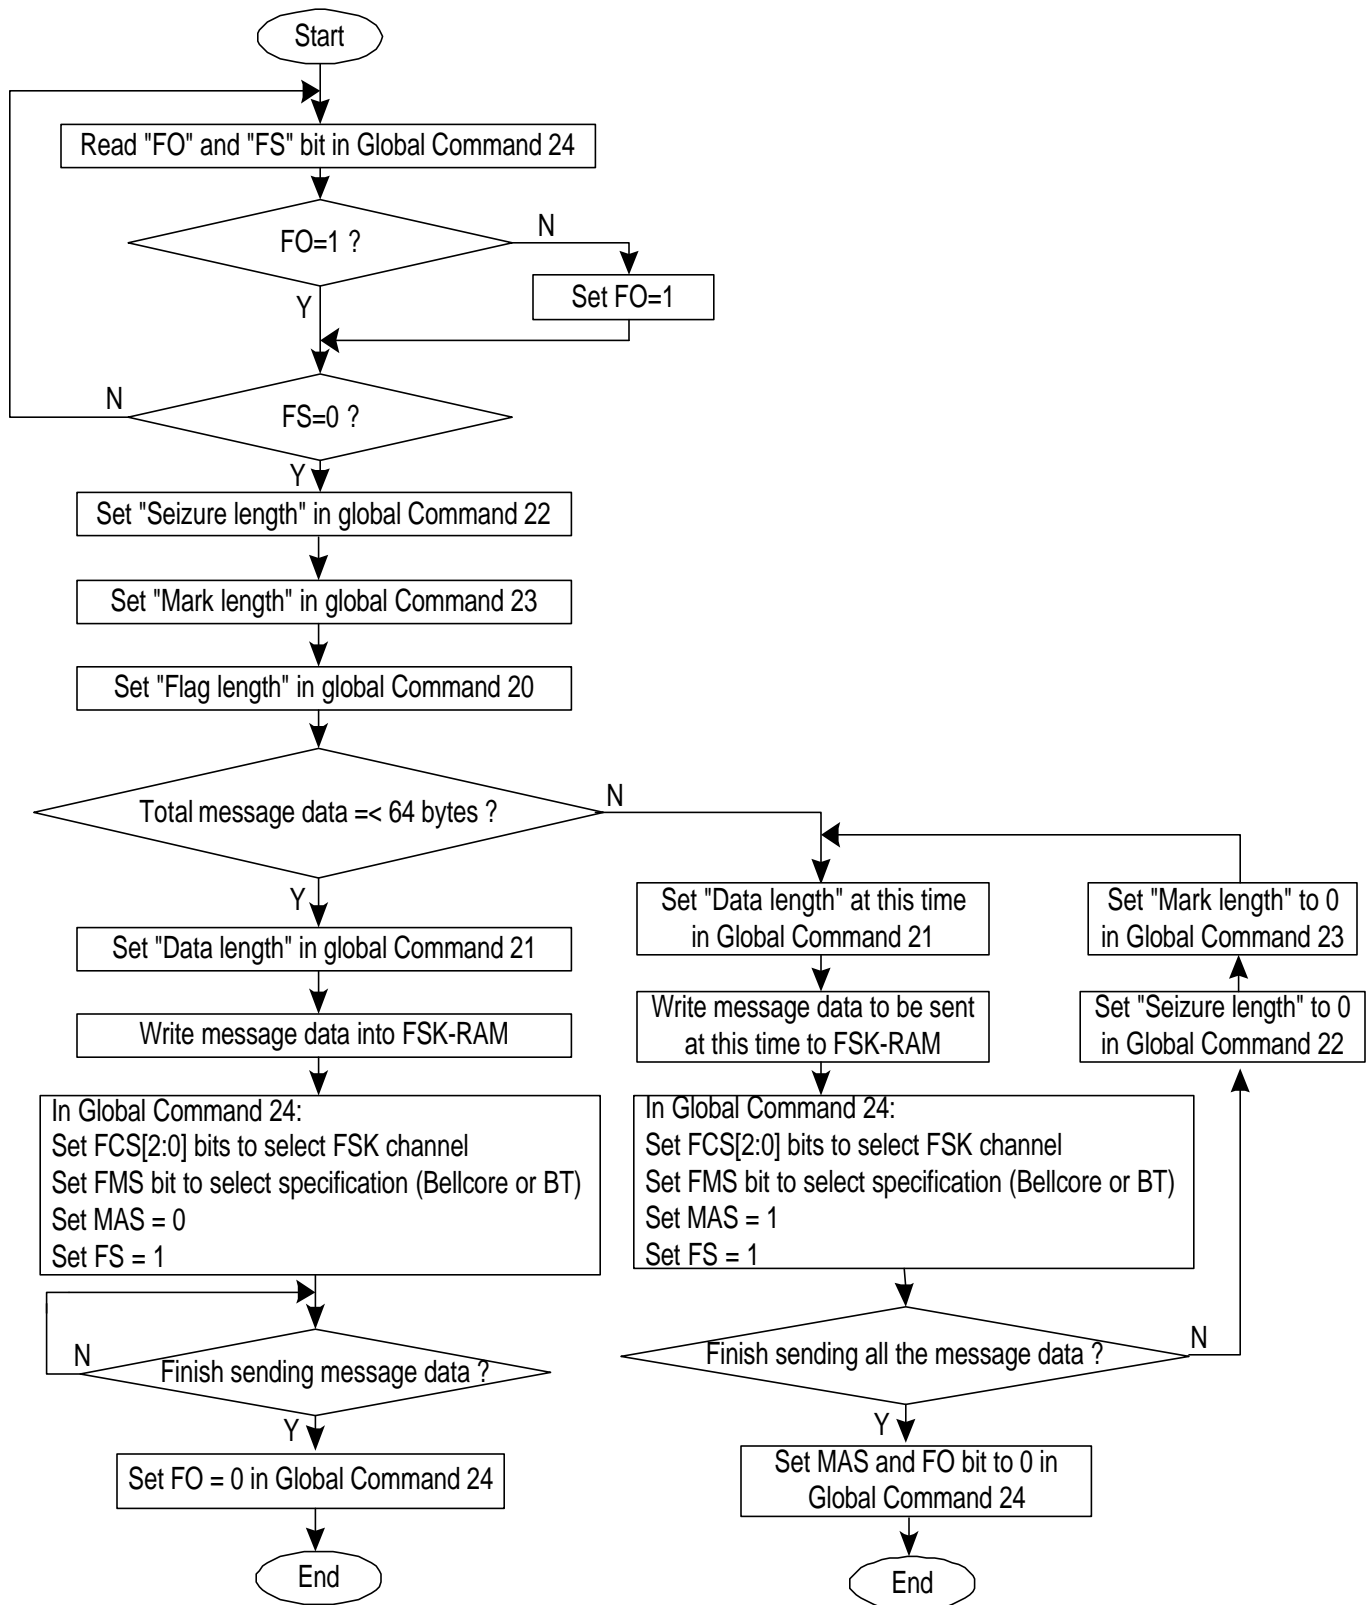 Start
Read "FO" and "FS" bit in Global Command 24
FO=1 ?
N
Set FO=1
Y
N
FS=0 ?
Y
Set "Seizure length" in global Command 22
Set "Mark length" in global Command 23
Set "Flag length" in global Command 20
Total message data =< 64 bytes ?
N
Y
Set "Data length" in global Command 21
Write message data into FSK-RAM
In Global Command 24:
Set FCS[2:0] bits to select FSK channel
Set FMS bit to select specification (Bellcore or BT)
Set MAS = 0
Set FS = 1
N
Finish sending message data ?
Y
Set FO = 0 in Global Command 24
End
Set "Data length" at this time
in Global Command 21
Write message data to be sent
at this time to FSK-RAM
In Global Command 24:
Set FCS[2:0] bits to select FSK channel
Set FMS bit to select specification (Bellcore or BT)
Set MAS = 1
Set FS = 1
Finish sending all the message data ?
N
Y
Set MAS and FO bit to 0 in
Global Command 24
End
Set "Mark length" to 0
in Global Command 23
Set "Seizure length" to 0
in Global Command 22